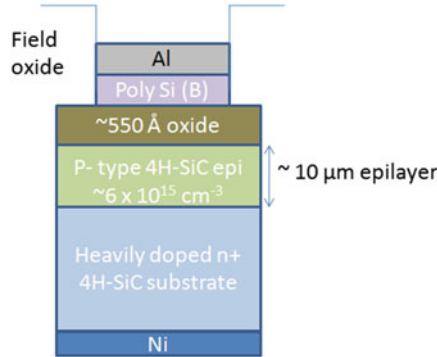 Field
oxide
Al
Poly Si (B)
~550 Å oxide
P- type 4H-SiC epi
~6 x 10¹⁵ cm⁻³
~ 10 µm epilayer
Heavily doped n+
4H-SiC substrate
Ni